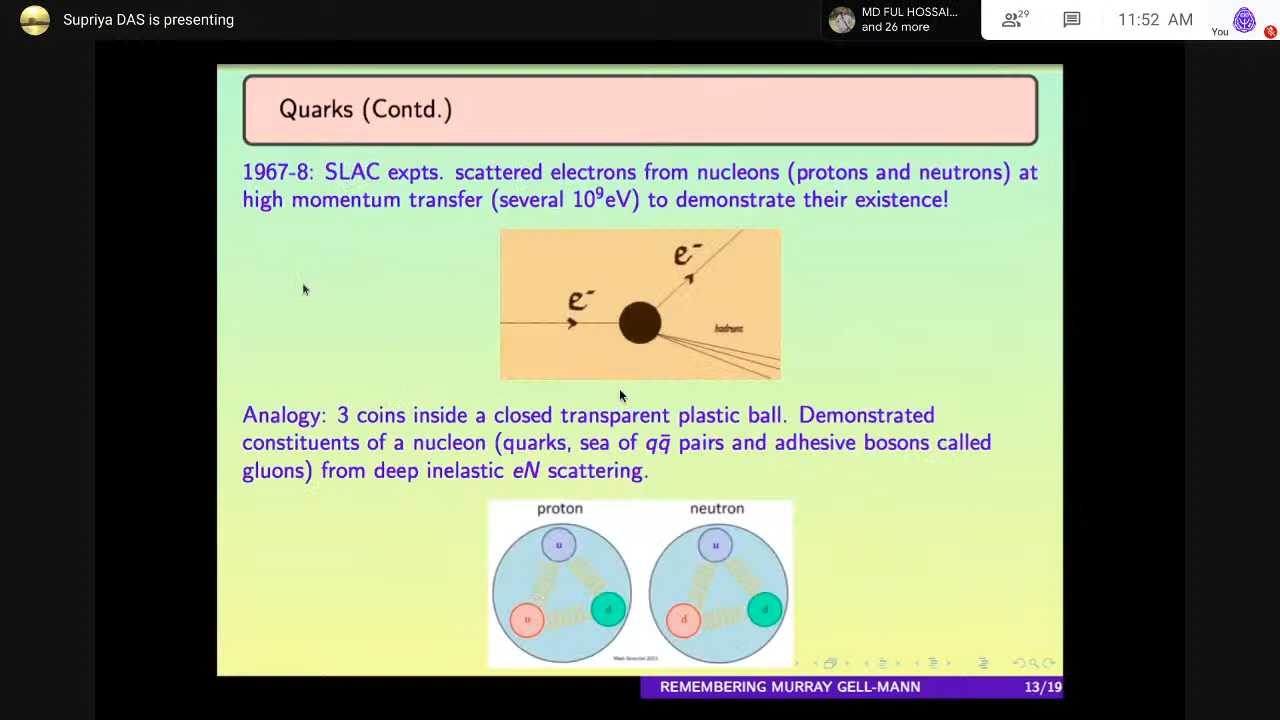 Supriya DAS is presenting
MD FUL HOSSAI...
and 26 more
29
11:52 AM
You
Quarks (Contd.)
1967-8: SLAC expts. scattered electrons from nucleons (protons and neutrons) at
high momentum transfer (several 10⁹eV) to demonstrate their existence!
e⁻
e⁻
hadrons
Analogy: 3 coins inside a closed transparent plastic ball. Demonstrated
constituents of a nucleon (quarks, sea of qq̄ pairs and adhesive bosons called
gluons) from deep inelastic eN scattering.
proton
neutron
u
u
u
d
d
d
REMEMBERING MURRAY GELL-MANN
13/19